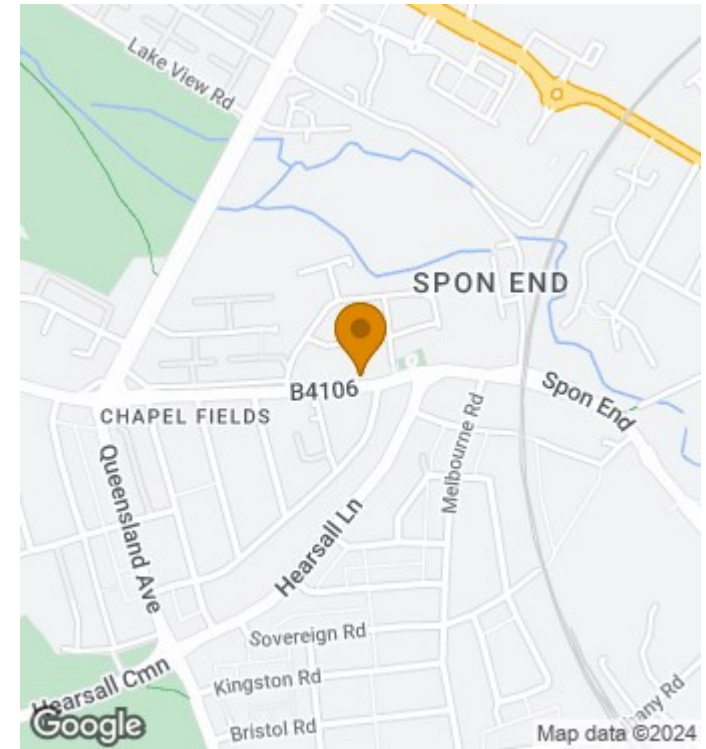 Lake View Rd
SPON END
B4106
CHAPEL FIELDS
Spon End
Melbourne Rd
Queensland Ave
Hearsall Ln
Sovereign Rd
Kingston Rd
Hearsall Cmn
Bristol Rd
Google
Map data ©2024